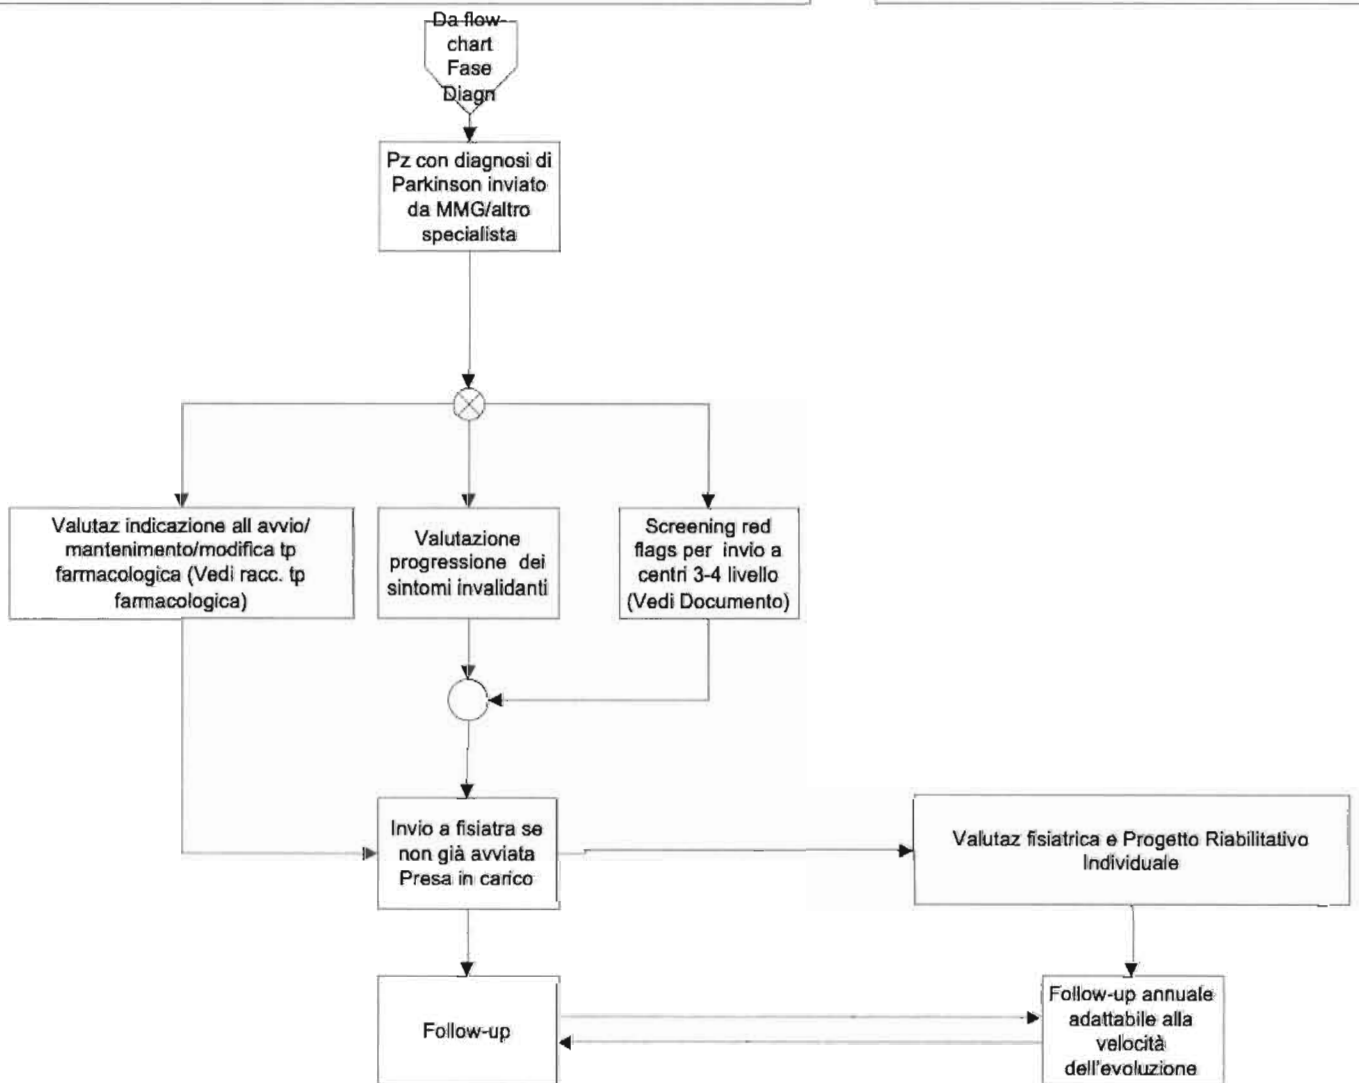 Da flow-
chart
Fase
Diagn
Pz con diagnosi di
Parkinson inviato
da MMG/altro
specialista
Valutaz indicazione all avvio/
mantenimento/modifica tp
farmacologica (Vedi racc. tp
farmacologica)
Valutazione
progressione dei
sintomi invalidanti
Screening red
flags per invio a
centri 3-4 livello
(Vedi Documento)
Invio a fisiatra se
non già avviata
Presa in carico
Valutaz fisiatrica e Progetto Riabilitativo
Individuale
Follow-up
Follow-up annuale
adattabile alla
velocità
dell'evoluzione